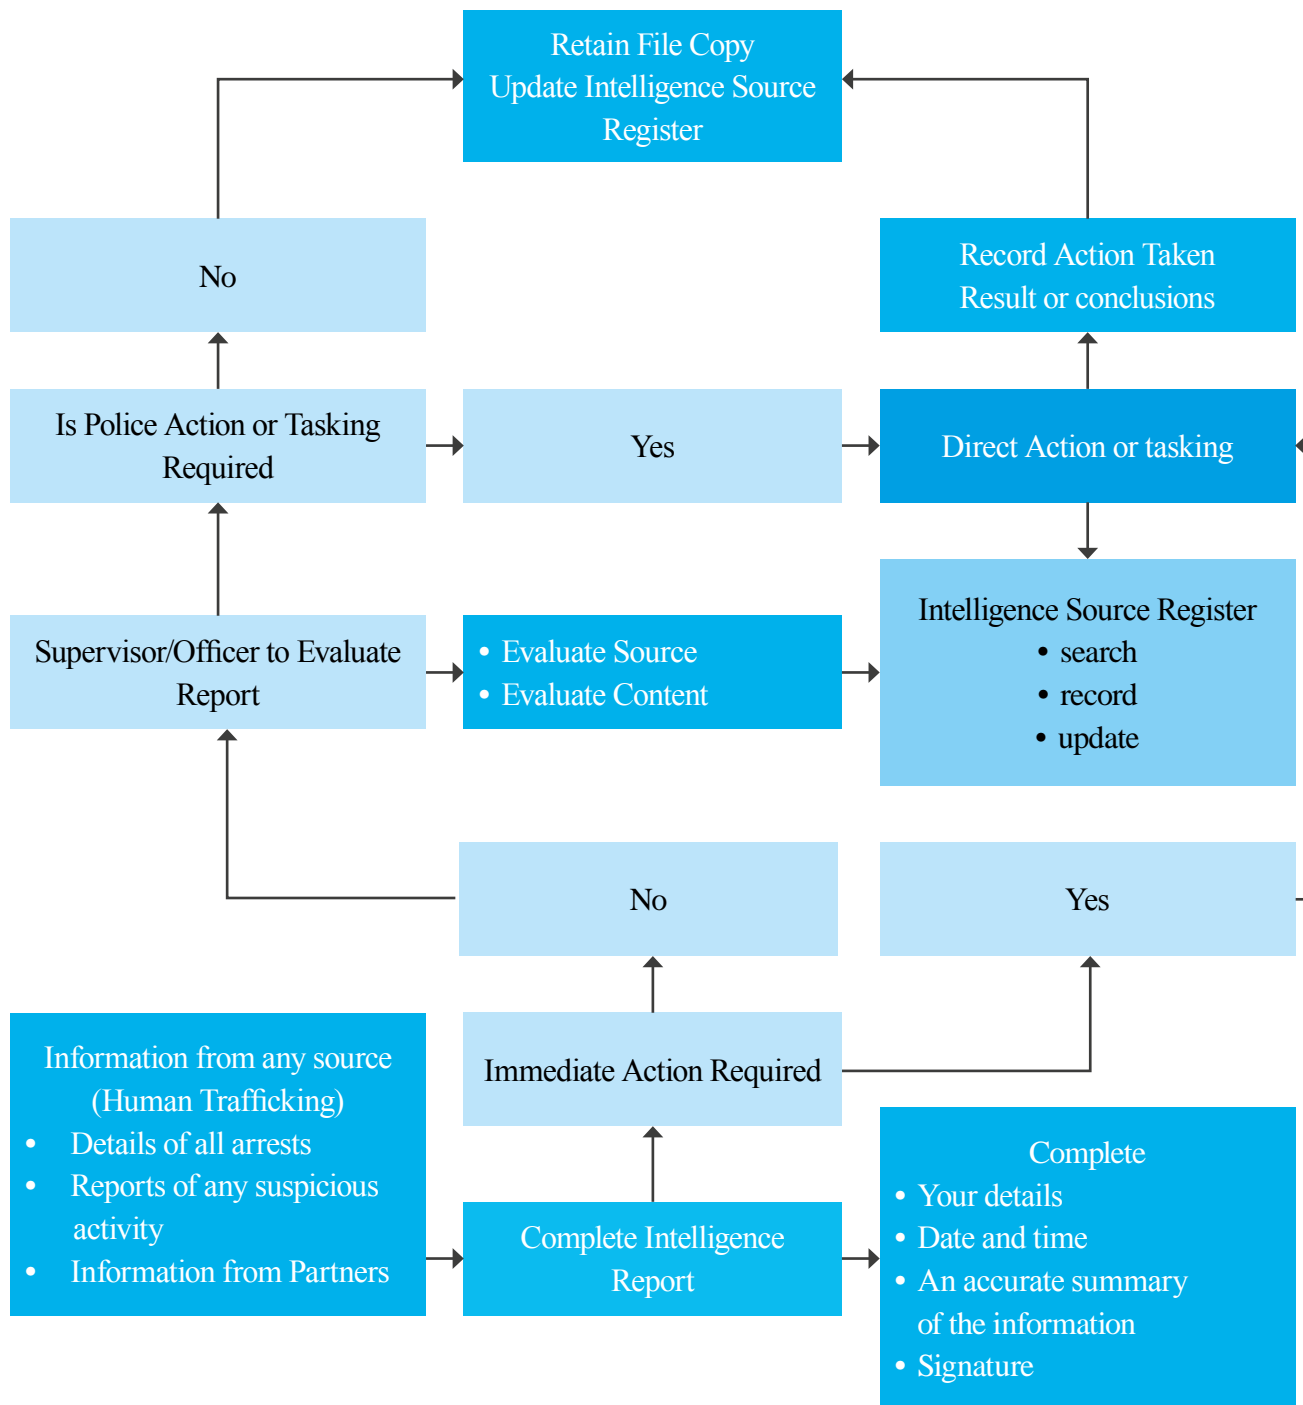 Retain File Copy
Update Intelligence Source
Register
No
Record Action Taken
Result or conclusions
Is Police Action or Tasking
Required
Yes
Direct Action or tasking
Supervisor/Officer to Evaluate
Report
• Evaluate Source
• Evaluate Content
Intelligence Source Register
• search
• record
• update
No
Yes
Information from any source
(Human Trafficking)
• Details of all arrests
• Reports of any suspicious
activity
• Information from Partners
Immediate Action Required
Complete Intelligence
Report
Complete
• Your details
• Date and time
• An accurate summary
of the information
• Signature